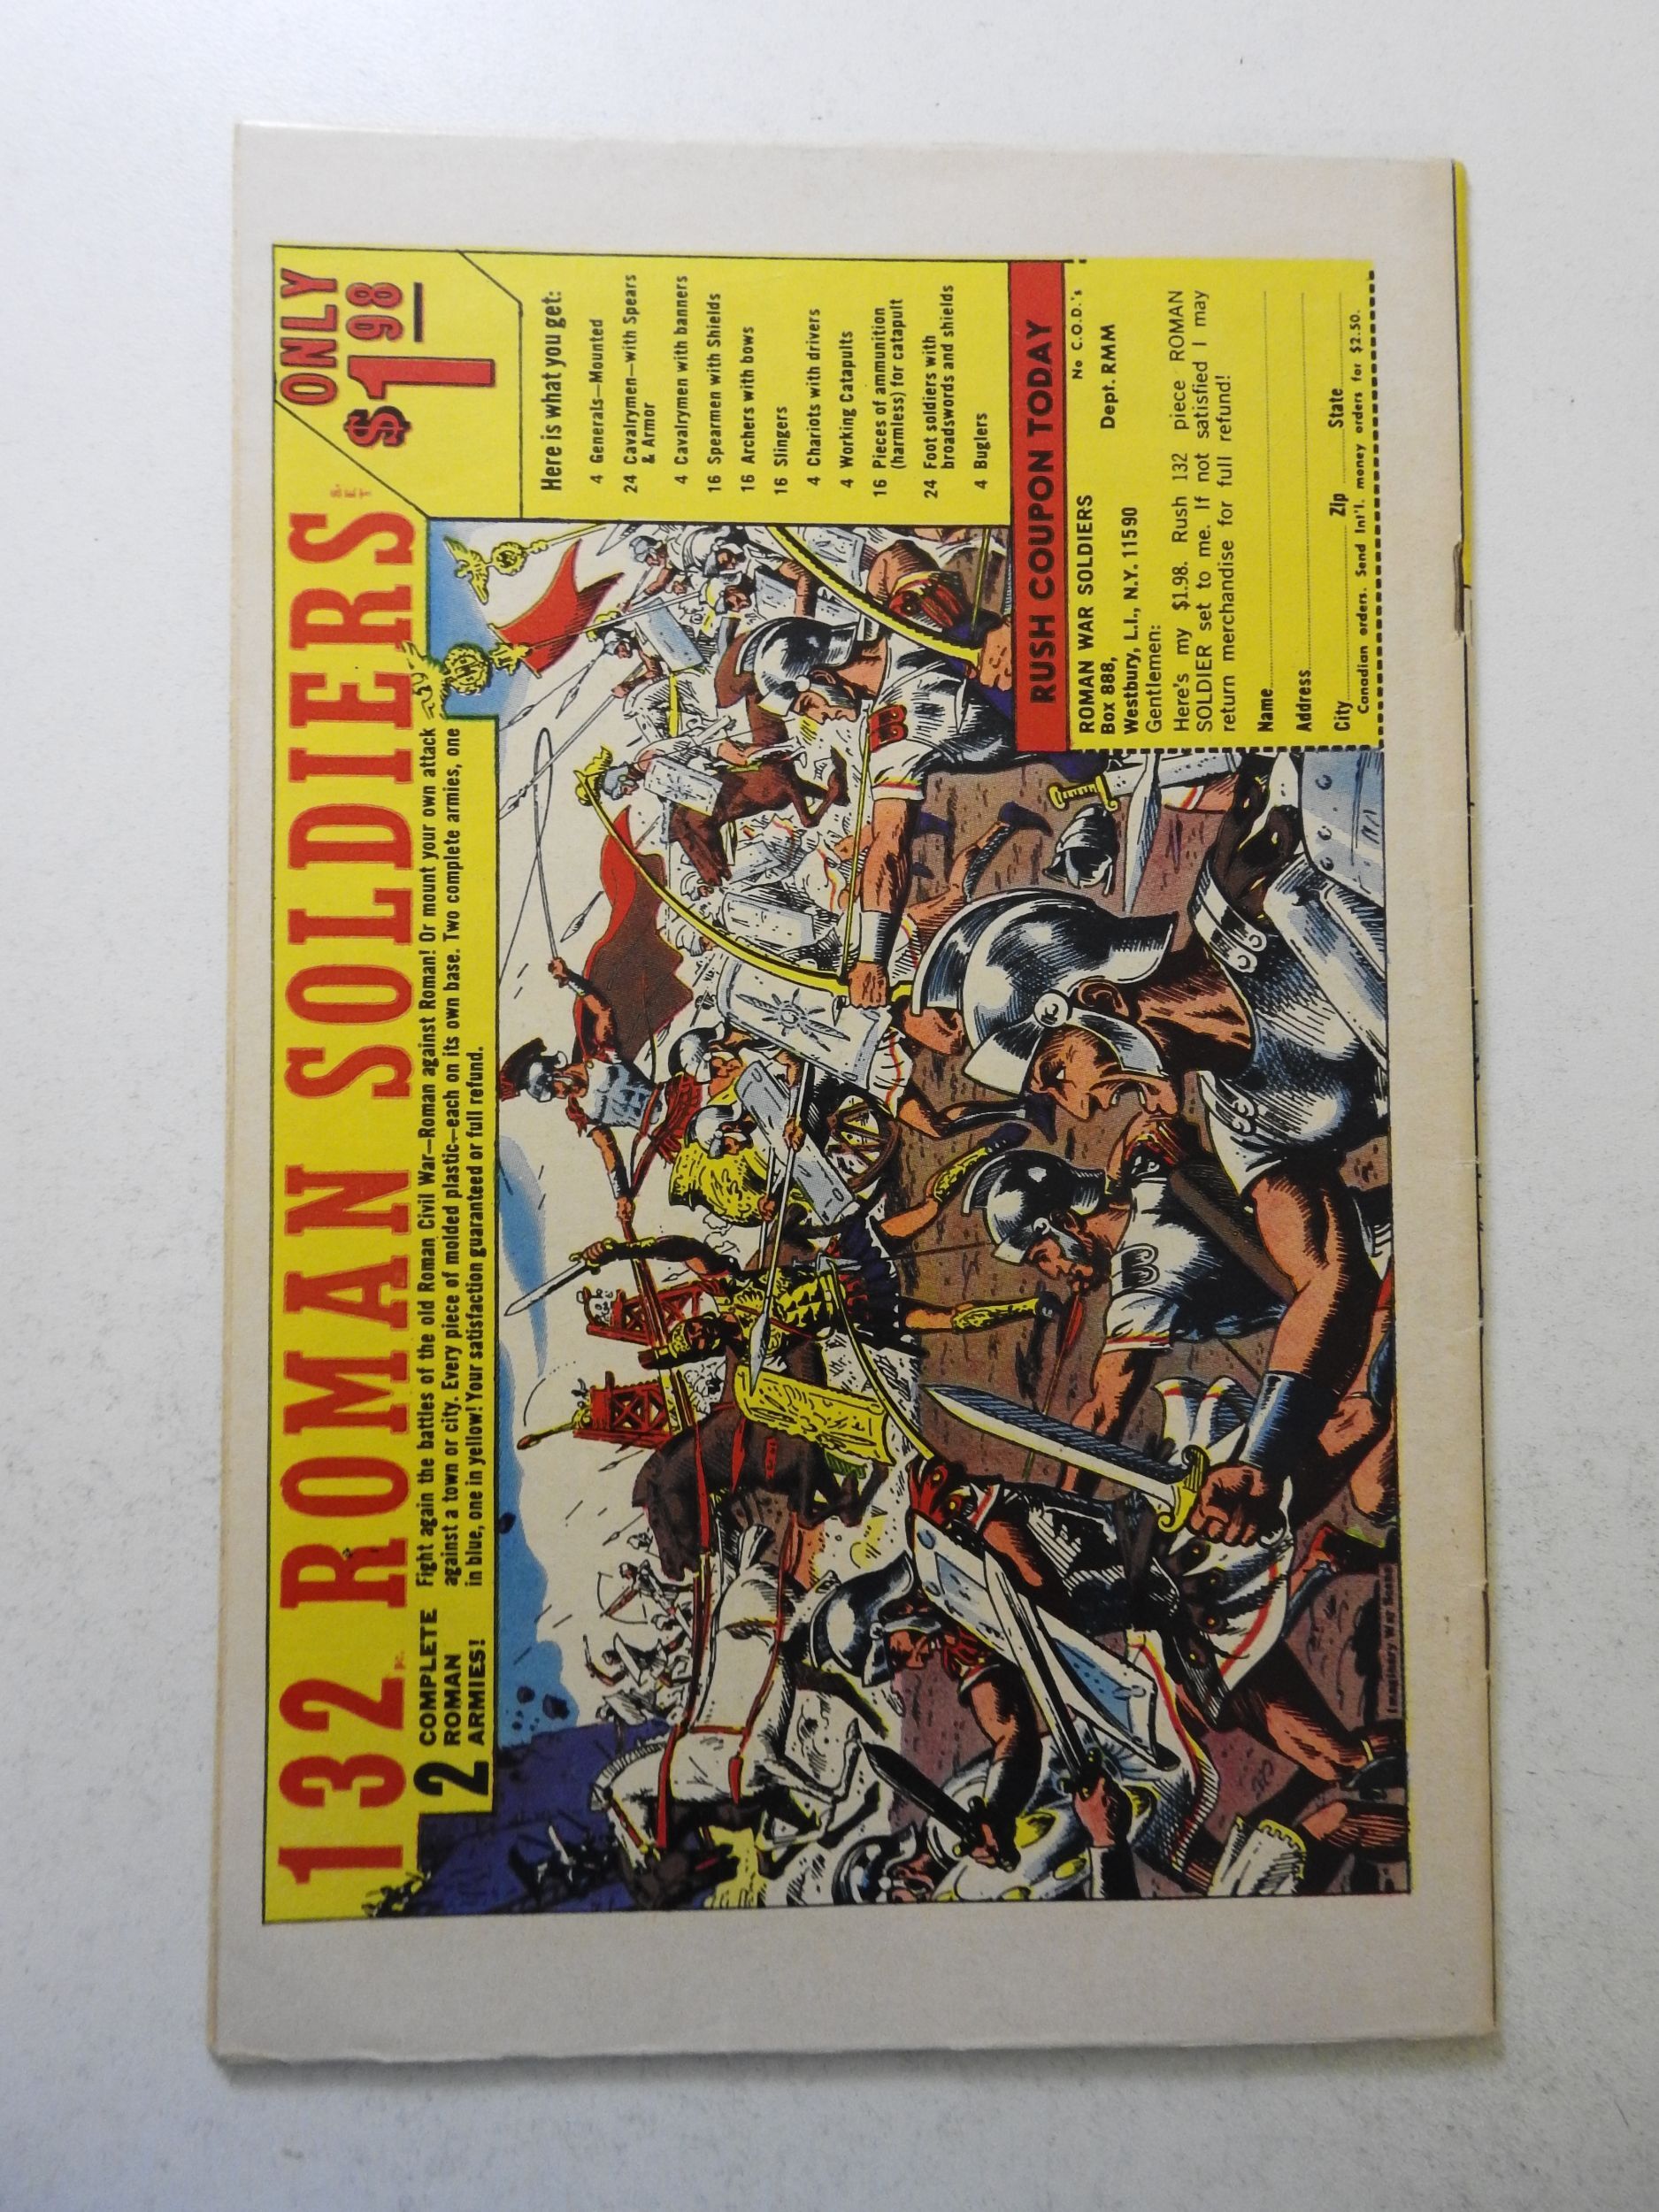 132 PC. ROMAN SOLDIERS SET
ONLY
$1.98
2 COMPLETE
ROMAN
ARMIES!
Fight again the battles of the old Roman Civil War—Roman against Roman! Or mount your own attack
against a town or city. Every piece of molded plastic—each on its own base. Two complete armies, one
in blue, one in yellow! Your satisfaction guaranteed or full refund.
Here is what you get:
4 Generals—Mounted
24 Cavalrymen—with Spears
& Armor
4 Cavalrymen with banners
16 Spearmen with Shields
16 Archers with bows
16 Slingers
4 Chariots with drivers
4 Working Catapults
16 Pieces of ammunition
(harmless) for catapult
24 Foot soldiers with
broadswords and shields
4 Buglers
RUSH COUPON TODAY
No C.O.D.'s
ROMAN WAR SOLDIERS
Box 888, Dept. RMM
Westbury, L.I., N.Y. 11590
Gentlemen:
Here's my $1.98. Rush 132 piece ROMAN
SOLDIER set to me. If not satisfied I may
return merchandise for full refund!
Name
Address
City Zip State
Canadian orders. Send Int'l. money orders for $2.50.
Imaginary War Scene